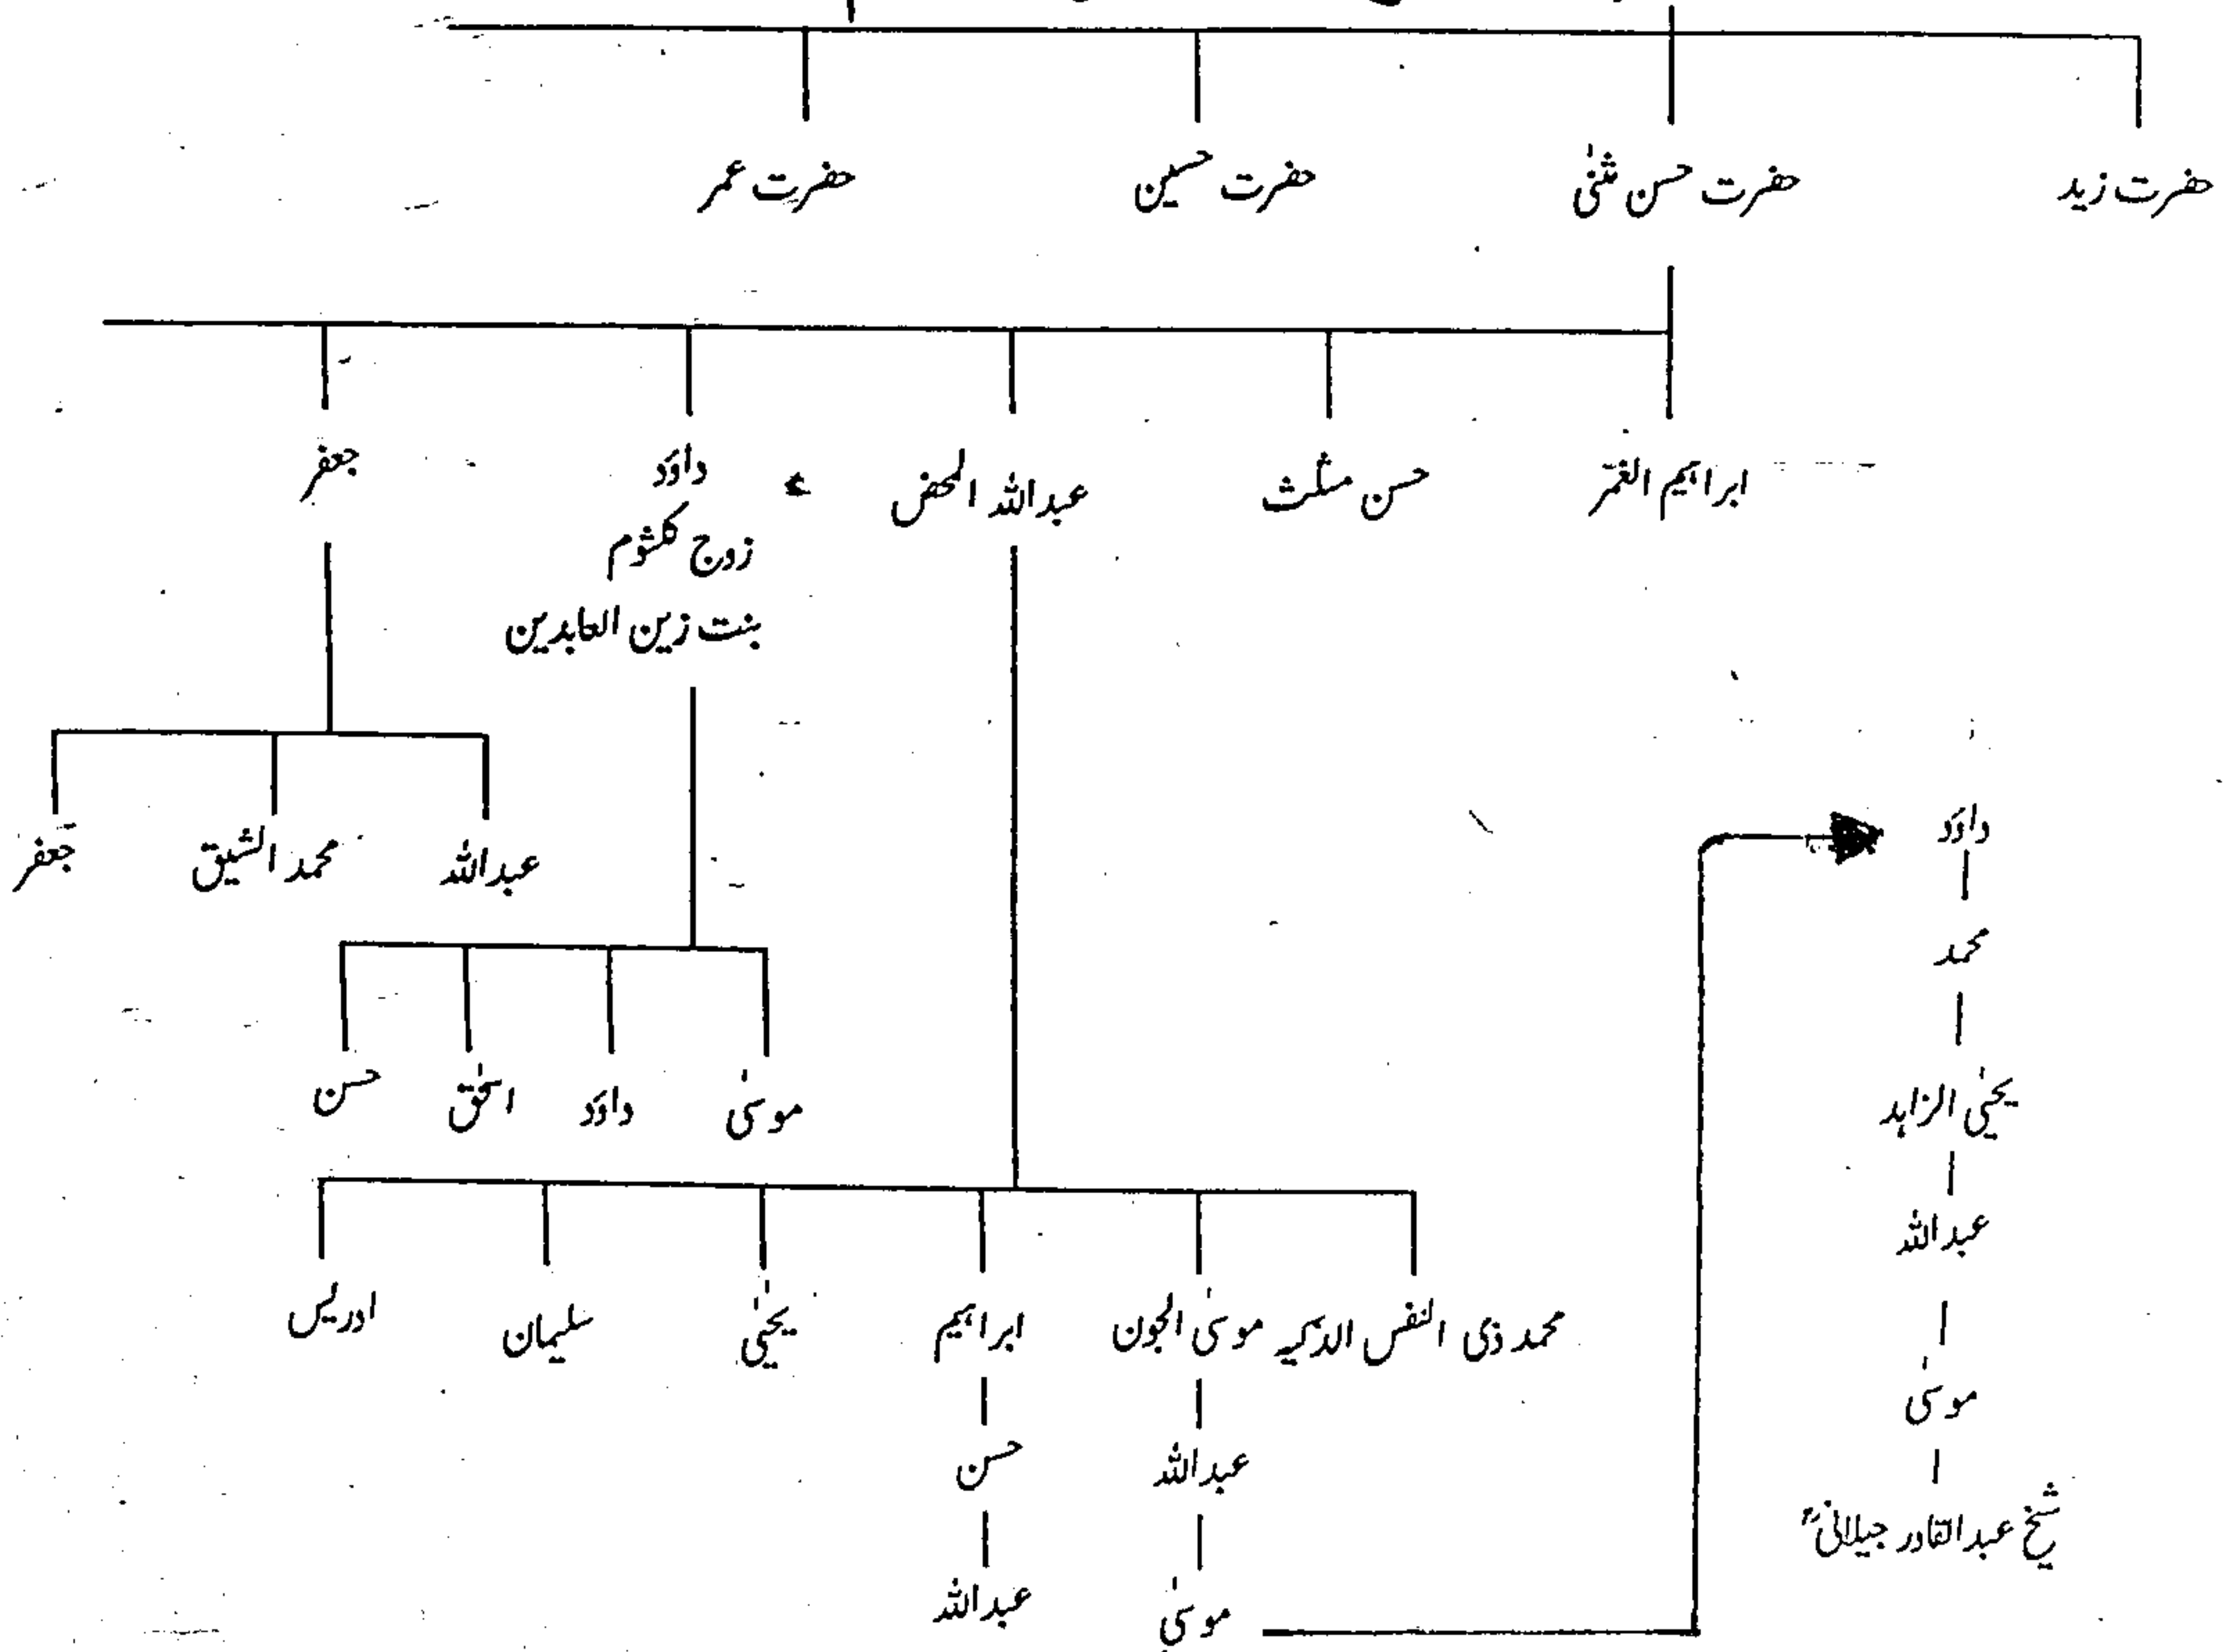 حضرت زید حضرت حسن مثنیٰ حضرت حسین حضرت عمر
ابراہیم الغمر حسن مثلث عبداللہ المحض داؤد جعفر
زوج کلثوم
بنت زین العابدین
داؤد
عبداللہ محمد الشیق جعفر
محمد
موسیٰ داؤد اسحٰق حسن
یحیٰی الزاہد
عبداللہ
محمد ذی النفس الذکیہ موسیٰ الجون ابراہیم یحیٰی سلیمان ادریس
موسیٰ
عبداللہ حسن
شیخ عبدالقادر جیلانیؒ
موسیٰ عبداللہ